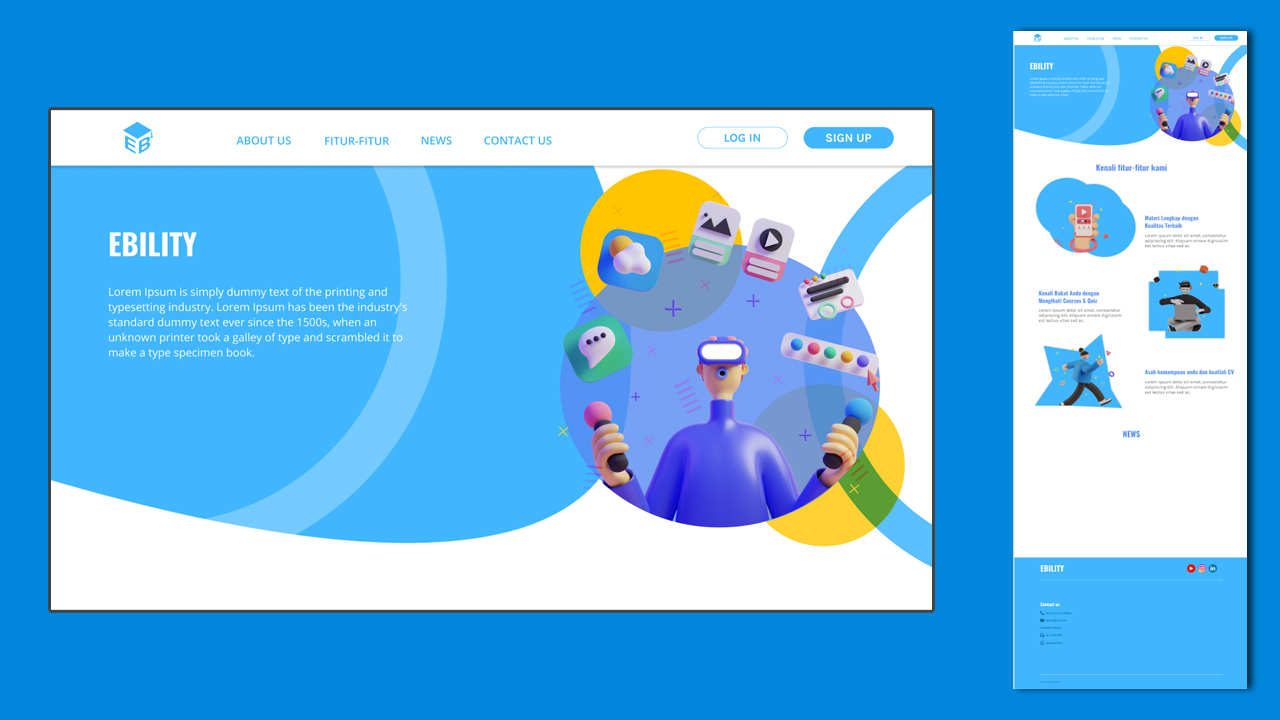 EB
ABOUT US
FITUR-FITUR
NEWS
CONTACT US
LOG IN
SIGN UP
EBILITY
Lorem Ipsum is simply dummy text of the printing and
typesetting industry. Lorem Ipsum has been the industry's
standard dummy text ever since the 1500s, when an
unknown printer took a galley of type and scrambled it to
make a type specimen book.
ABOUT US
FITUR-FITUR
NEWS
CONTACT US
LOG IN
SIGN UP
EBILITY
Kenali fitur-fitur kami
Materi Lengkap dengan
Kualitas Terbaik
Lorem ipsum dolor sit amet, consectetur
adipiscing elit. Aliquam ornare dignissim
est lectus vitae sed ac.
Kenali Bakat Anda dengan
Mengikuti Courses & Quiz
Lorem ipsum dolor sit amet, consectetur
adipiscing elit. Aliquam ornare dignissim
est lectus vitae sed ac.
Asah kemampuan anda dan buatlah CV
Lorem ipsum dolor sit amet, consectetur
adipiscing elit. Aliquam ornare dignissim
est lectus vitae sed ac.
NEWS
EBILITY
Contact us